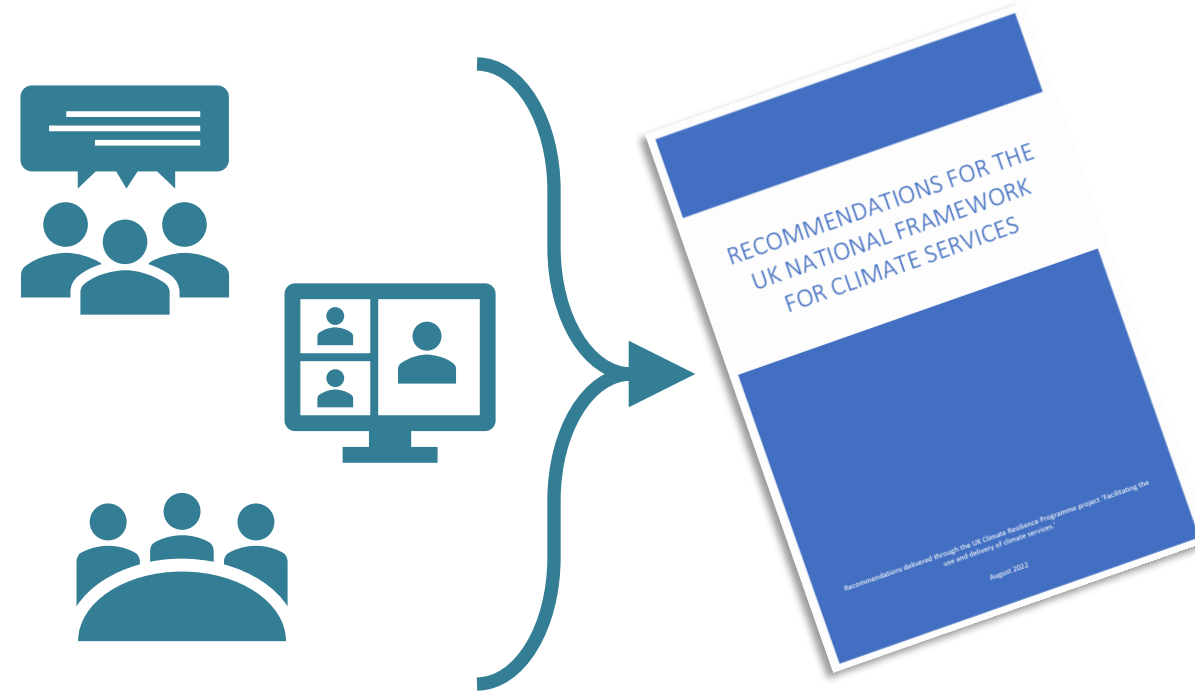 RECOMMENDATIONS FOR THE
UK NATIONAL FRAMEWORK
FOR CLIMATE SERVICES
Recommendations delivered through the UK Climate Resilience Programme project "Facilitating the
use and delivery of climate services."
August 2022